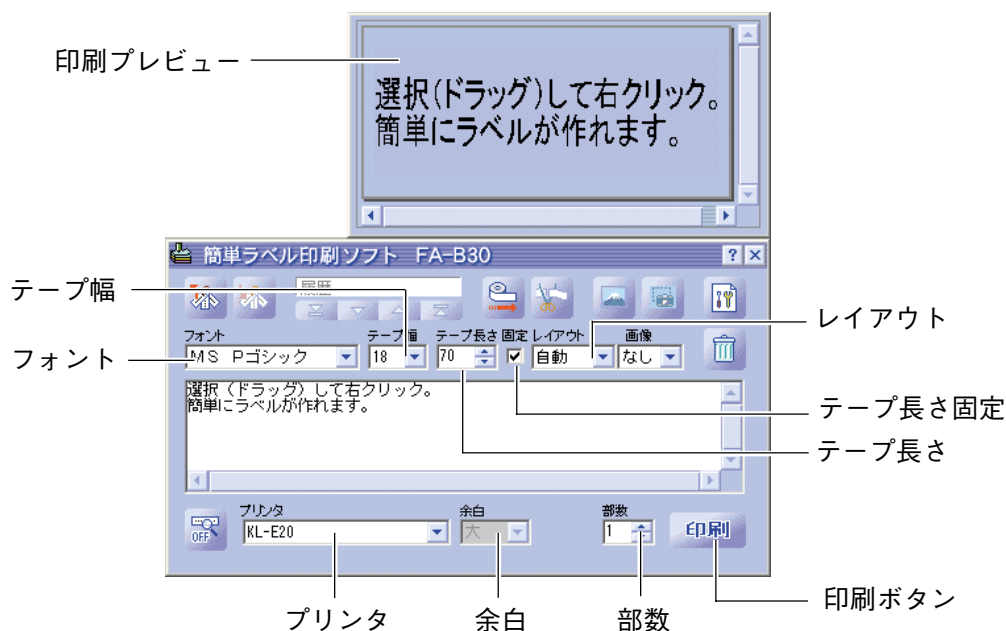 印刷プレビュー
選択(ドラッグ)して右クリック。
簡単にラベルが作れます。
簡単ラベル印刷ソフト FA-B30
テープ幅
履歴
レイアウト
フォント
フォント テープ幅 テープ長さ 固定 レイアウト 画像
MS Pゴシック 18 70 自動 なし
選択(ドラッグ)して右クリック。
簡単にラベルが作れます。
テープ長さ固定
テープ長さ
プリンタ 余白 部数
OFF KL-E20 大 1 印刷
印刷ボタン
プリンタ 余白 部数